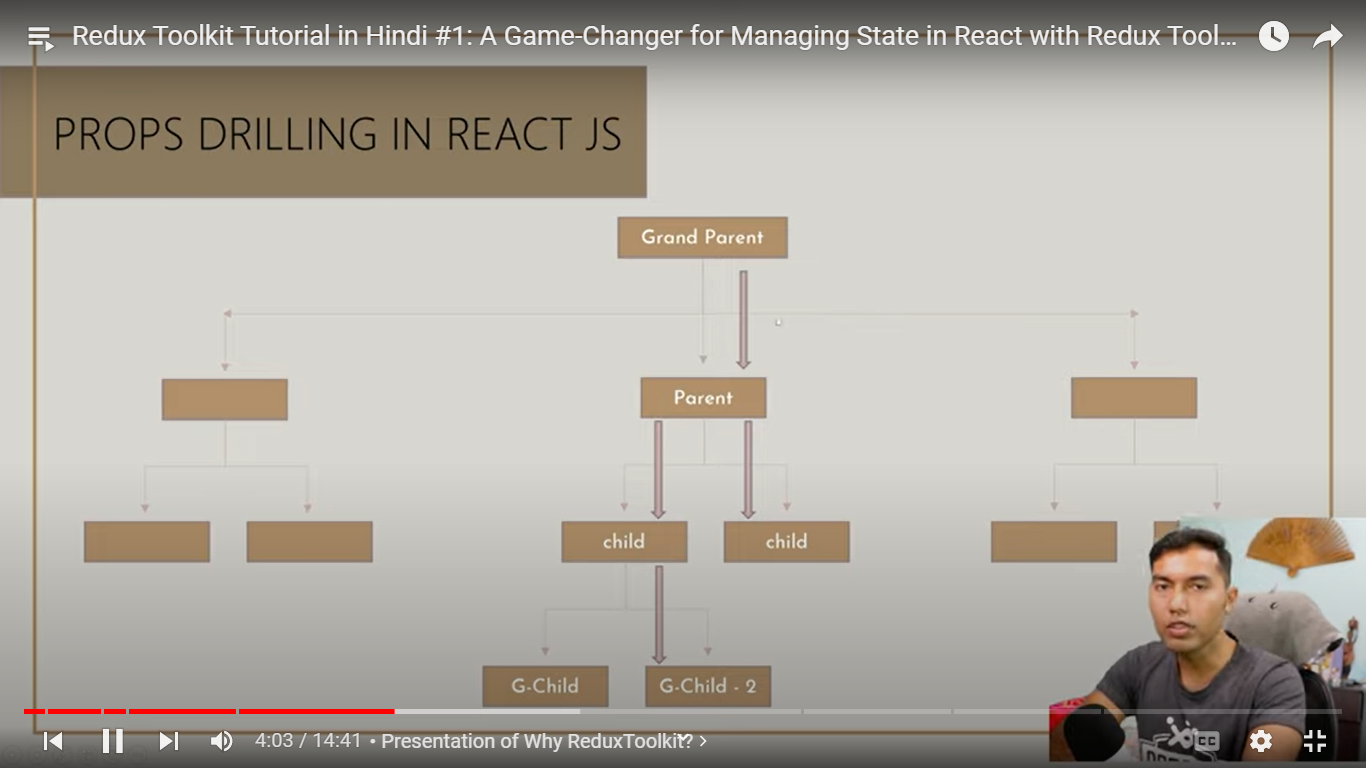 Redux Toolkit Tutorial in Hindi #1: A Game-Changer for Managing State in React with Redux Tool...
PROPS DRILLING IN REACT JS
Grand Parent
Parent
child
child
G-Child
G-Child - 2
4:03 / 14:41 • Presentation of Why ReduxToolkit? >
CC